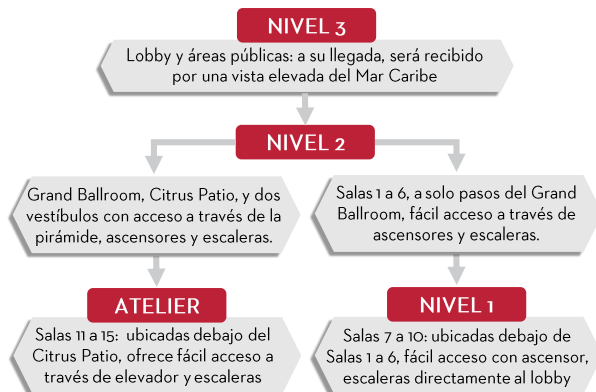 NIVEL 3
Lobby y áreas públicas: a su llegada, será recibido
por una vista elevada del Mar Caribe
NIVEL 2
Grand Ballroom, Citrus Patio, y dos
vestíbulos con acceso a través de la
pirámide, ascensores y escaleras.
Salas 1 a 6, a solo pasos del Grand
Ballroom, fácil acceso a través de
ascensores y escaleras.
ATELIER
Salas 11 a 15: ubicadas debajo del
Citrus Patio, ofrece fácil acceso a
través de elevador y escaleras
NIVEL 1
Salas 7 a 10: ubicadas debajo de
Salas 1 a 6, fácil acceso con ascensor,
escaleras directamente al lobby